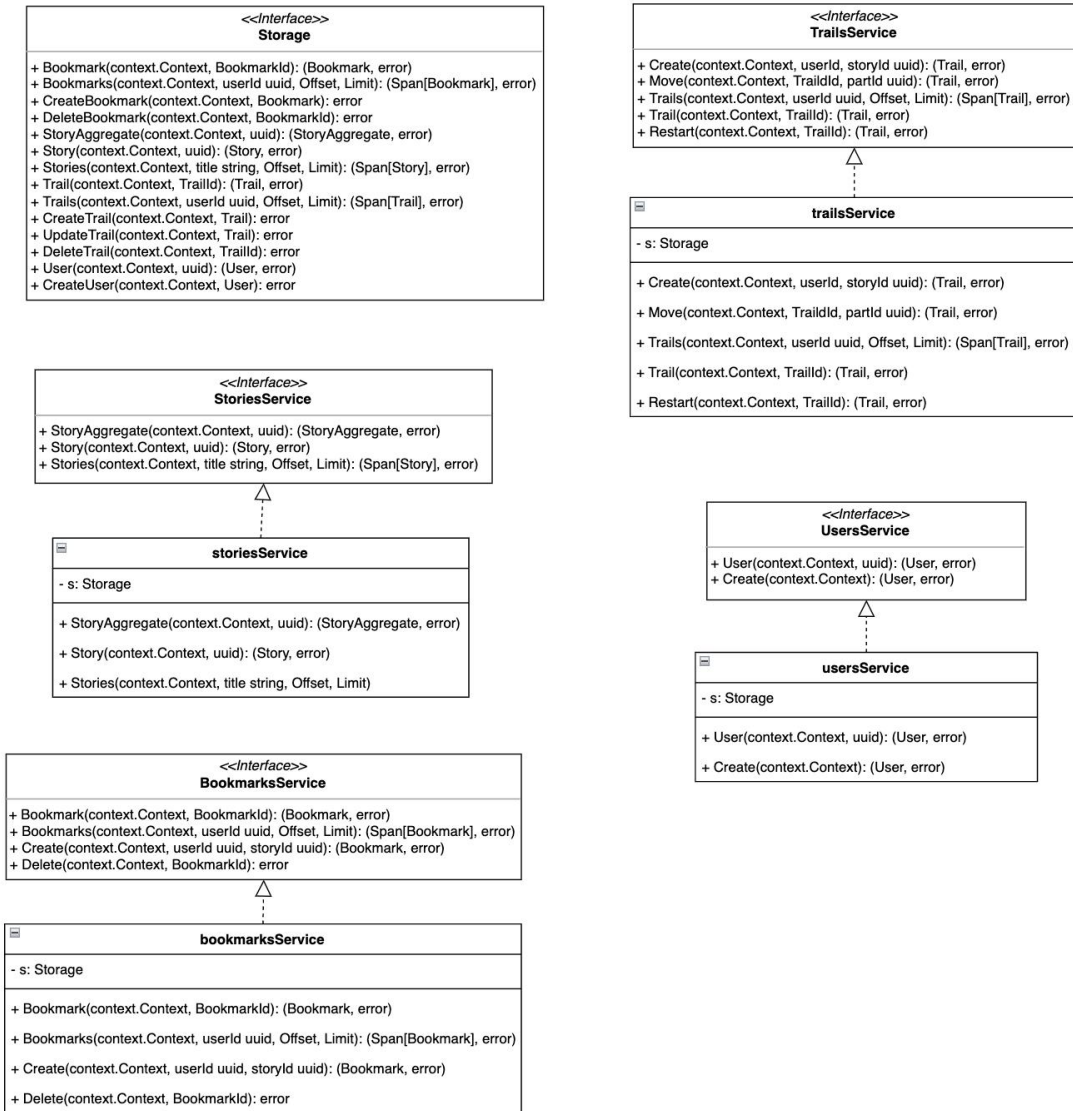 <<Interface>>
Storage
+ Bookmark(context.Context, BookmarkId): (Bookmark, error)
+ Bookmarks(context.Context, userId uuid, Offset, Limit): (Span[Bookmark], error)
+ CreateBookmark(context.Context, Bookmark): error
+ DeleteBookmark(context.Context, BookmarkId): error
+ StoryAggregate(context.Context, uuid): (StoryAggregate, error)
+ Story(context.Context, uuid): (Story, error)
+ Stories(context.Context, title string, Offset, Limit): (Span[Story], error)
+ Trail(context.Context, TrailId): (Trail, error)
+ Trails(context.Context, userId uuid, Offset, Limit): (Span[Trail], error)
+ CreateTrail(context.Context, Trail): error
+ UpdateTrail(context.Context, Trail): error
+ DeleteTrail(context.Context, TrailId): error
+ User(context.Context, uuid): (User, error)
+ CreateUser(context.Context, User): error
<<Interface>>
TrailsService
+ Create(context.Context, userId, storyId uuid): (Trail, error)
+ Move(context.Context, TraildId, partId uuid): (Trail, error)
+ Trails(context.Context, userId uuid, Offset, Limit): (Span[Trail], error)
+ Trail(context.Context, TrailId): (Trail, error)
+ Restart(context.Context, TrailId): (Trail, error)
trailsService
- s: Storage
+ Create(context.Context, userId, storyId uuid): (Trail, error)
+ Move(context.Context, TraildId, partId uuid): (Trail, error)
+ Trails(context.Context, userId uuid, Offset, Limit): (Span[Trail], error)
+ Trail(context.Context, TrailId): (Trail, error)
+ Restart(context.Context, TrailId): (Trail, error)
<<Interface>>
StoriesService
+ StoryAggregate(context.Context, uuid): (StoryAggregate, error)
+ Story(context.Context, uuid): (Story, error)
+ Stories(context.Context, title string, Offset, Limit): (Span[Story], error)
storiesService
- s: Storage
+ StoryAggregate(context.Context, uuid): (StoryAggregate, error)
+ Story(context.Context, uuid): (Story, error)
+ Stories(context.Context, title string, Offset, Limit)
<<Interface>>
UsersService
+ User(context.Context, uuid): (User, error)
+ Create(context.Context): (User, error)
usersService
- s: Storage
+ User(context.Context, uuid): (User, error)
+ Create(context.Context): (User, error)
<<Interface>>
BookmarksService
+ Bookmark(context.Context, BookmarkId): (Bookmark, error)
+ Bookmarks(context.Context, userId uuid, Offset, Limit): (Span[Bookmark], error)
+ Create(context.Context, userId uuid, storyId uuid): (Bookmark, error)
+ Delete(context.Context, BookmarkId): error
bookmarksService
- s: Storage
+ Bookmark(context.Context, BookmarkId): (Bookmark, error)
+ Bookmarks(context.Context, userId uuid, Offset, Limit): (Span[Bookmark], error)
+ Create(context.Context, userId uuid, storyId uuid): (Bookmark, error)
+ Delete(context.Context, BookmarkId): error